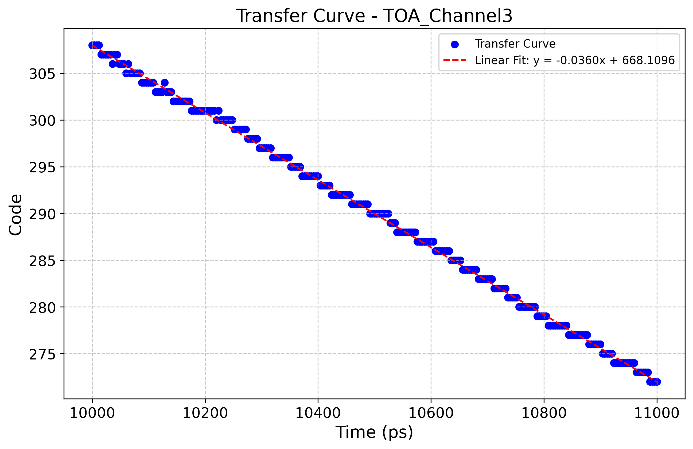 Transfer Curve - TOA_Channel3
Transfer Curve
Linear Fit: y = -0.0360x + 668.1096
Code
305
300
295
290
285
280
275
10000
10200
10400
10600
10800
11000
Time (ps)